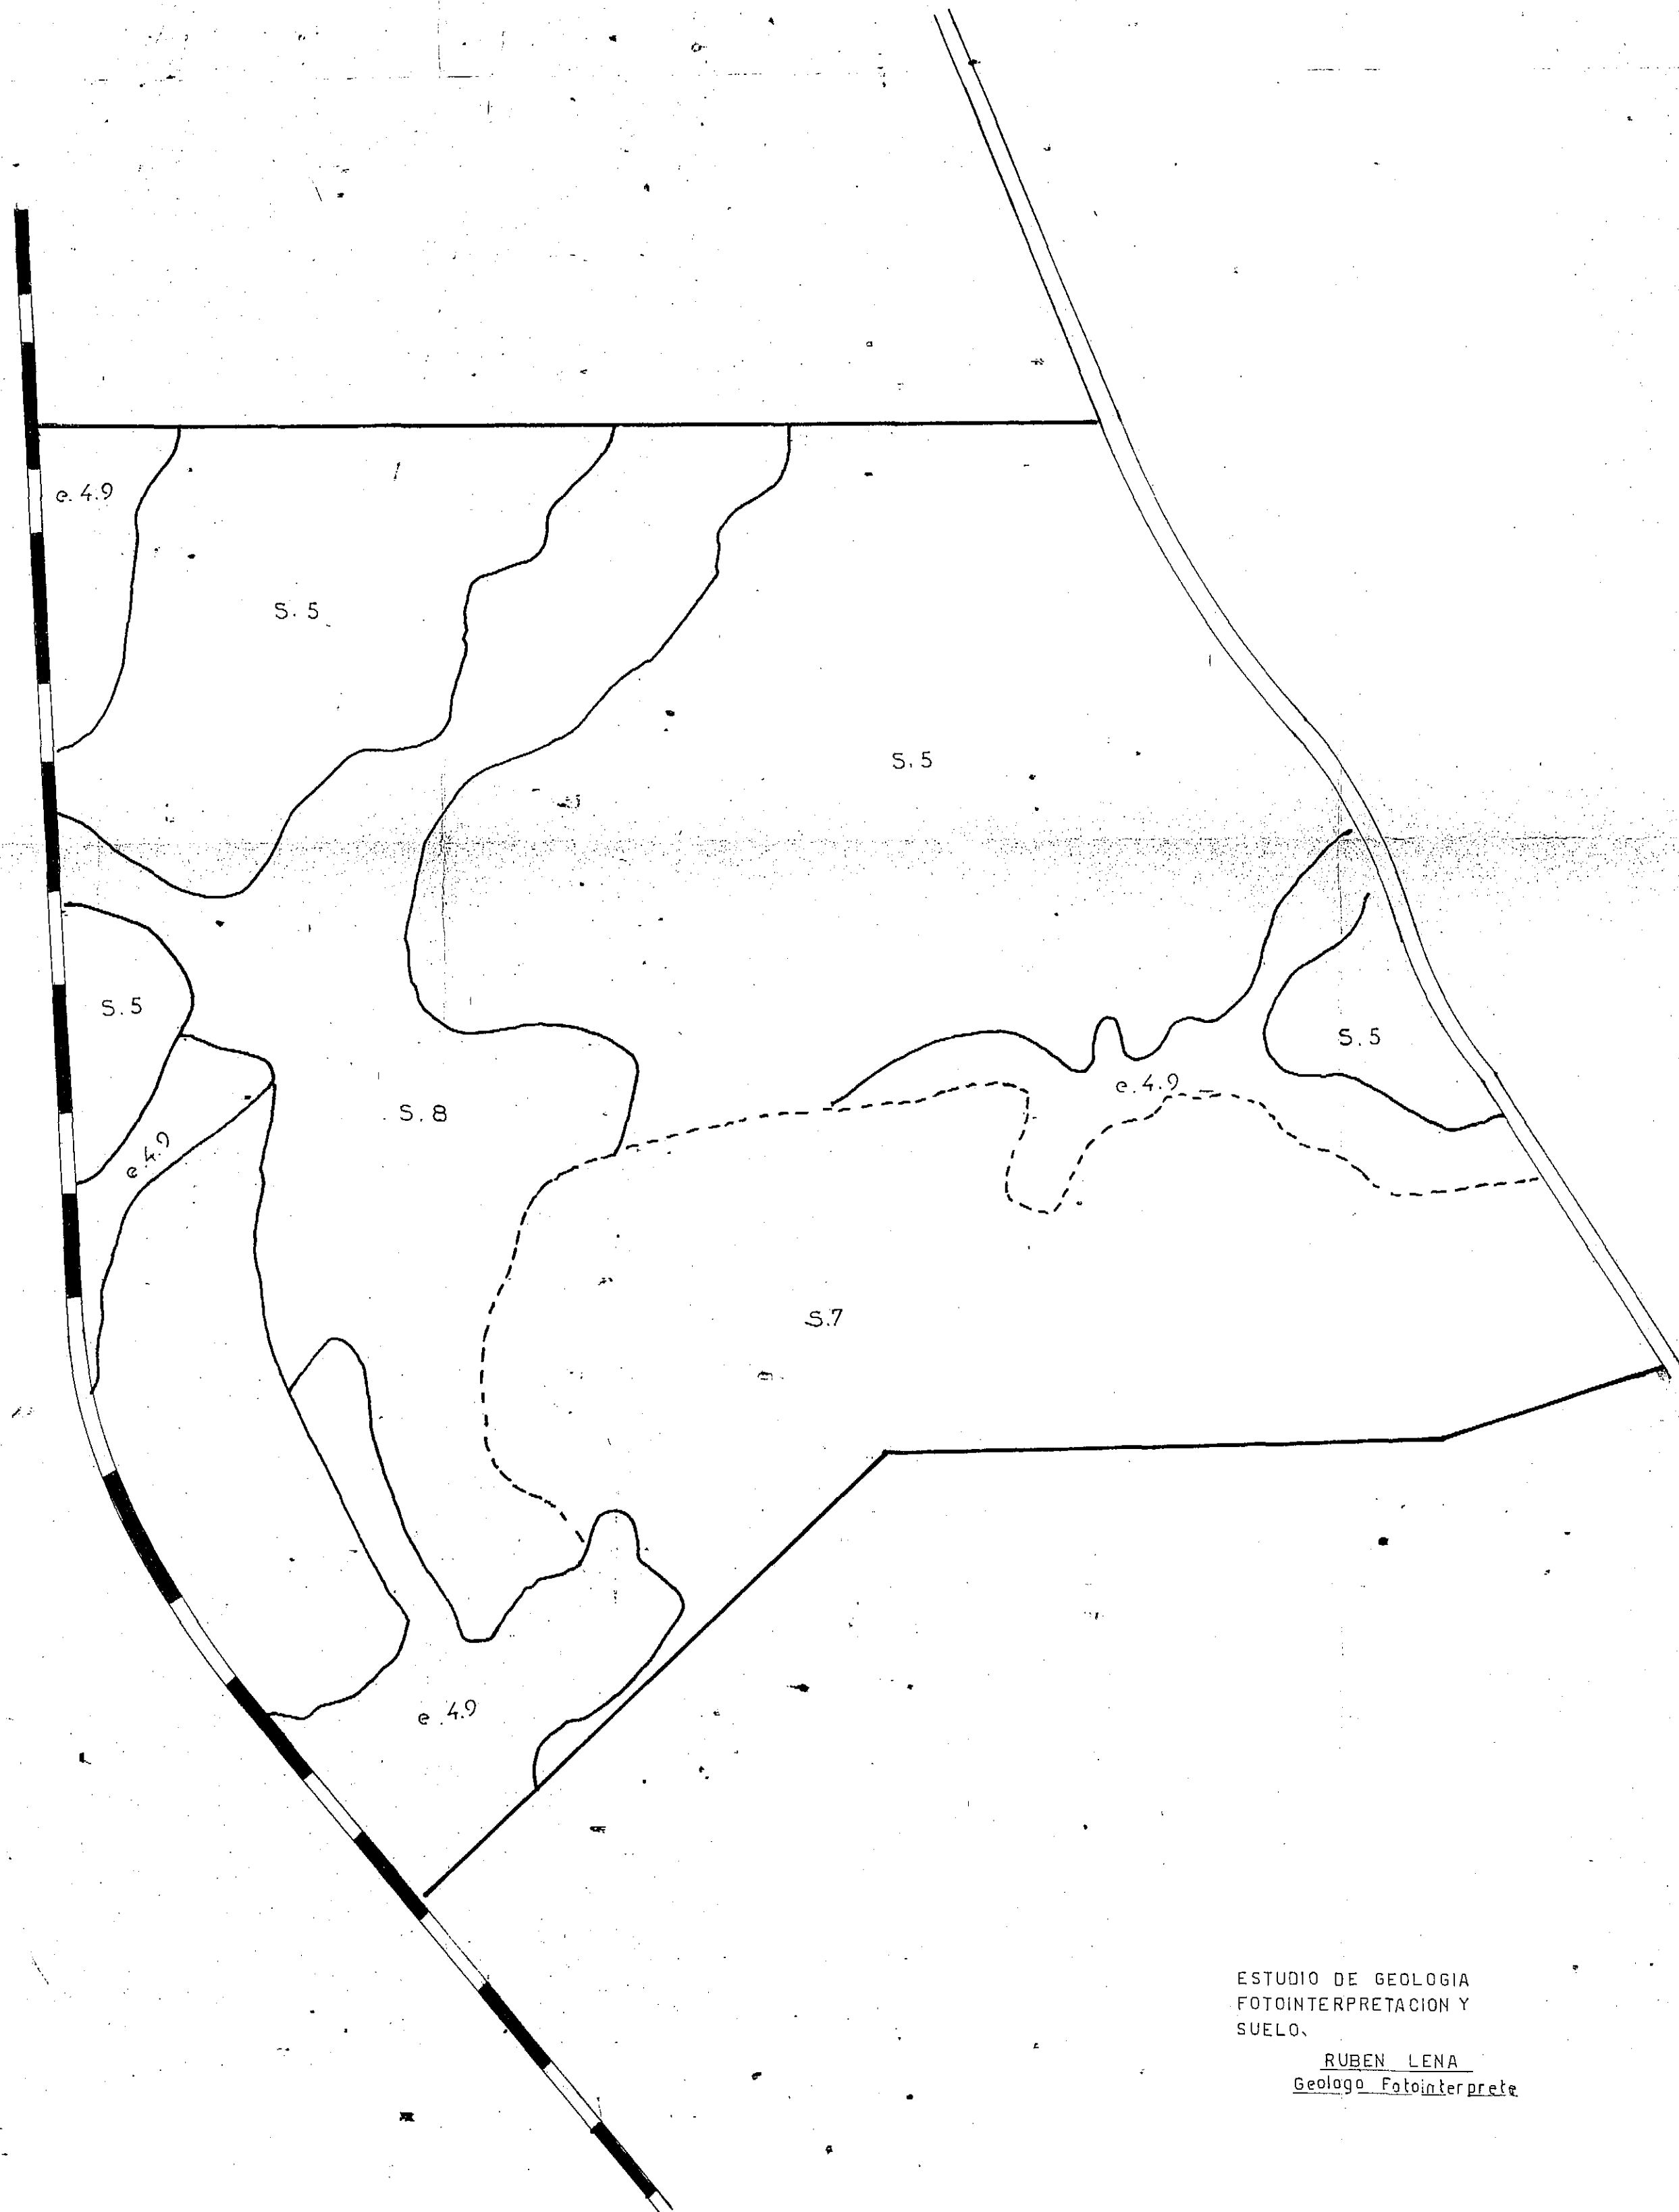 e. 4.9
S. 5
S. 5
S. 5
S. 5
e. 4.9
S. 8
e 4.9
S.7
e. 4.9
ESTUDIO DE GEOLOGIA
FOTOINTERPRETACION Y
SUELO.
RUBEN LENA
Geologo Fotointerprete